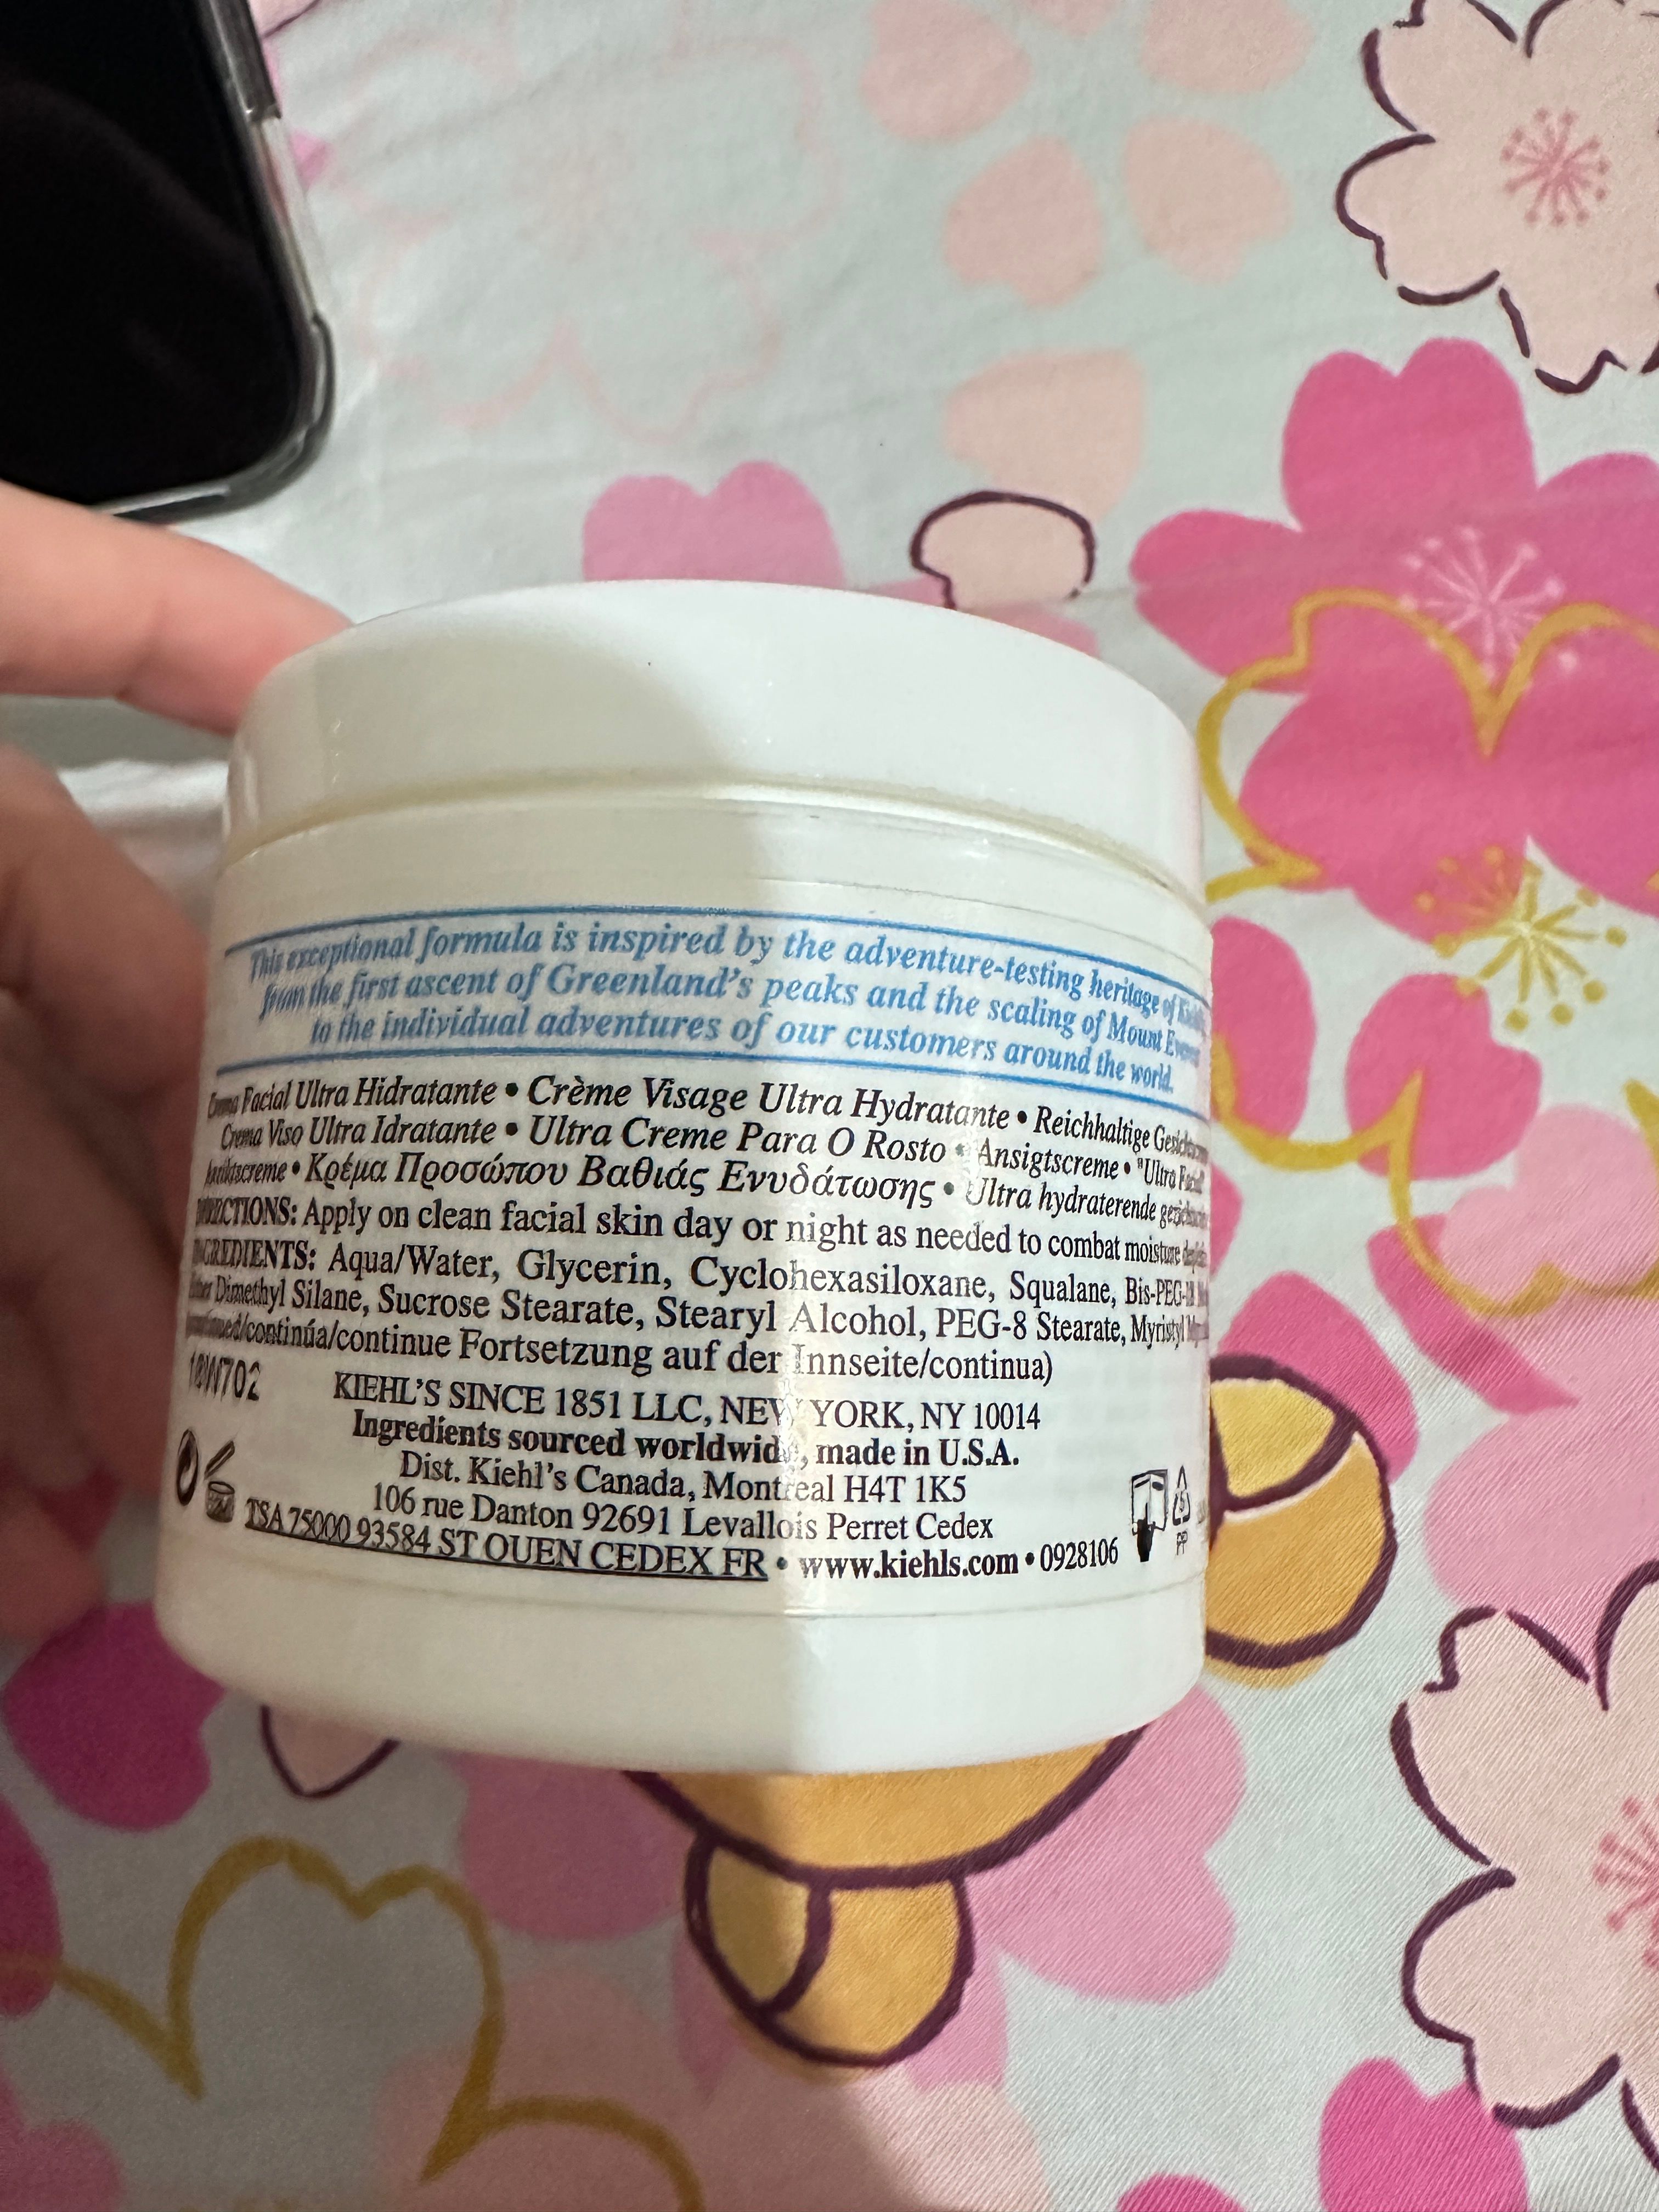 This exceptional formula is inspired by the adventure-testing heritage of
from the first ascent of Greenland's peaks and the scaling of Mount
to the individual adventures of our customers around the world.
Facial Ultra Hidratante • Crème Visage Ultra Hydratante • Reichhaltige
Crema Viso Ultra Idratante • Ultra Creme Para O Rosto • Ansigtscreme • "Ultra
• Κρέμα Προσώπου Βαθιάς Ενυδάτωσης • Ultra hydraterende
DIRECTIONS: Apply on clean facial skin day or night as needed to combat moisture
INGREDIENTS: Aqua/Water, Glycerin, Cyclohexasiloxane, Squalane, Bis-PEG-18
Dimethyl Silane, Sucrose Stearate, Stearyl Alcohol, PEG-8 Stearate, Myristyl
/continúa/continue Fortsetzung auf der Innseite/continua)
KIEHL'S SINCE 1851 LLC, NEW YORK, NY 10014
Ingredients sourced worldwide, made in U.S.A.
Dist. Kiehl's Canada, Montreal H4T 1K5
106 rue Danton 92691 Levallois Perret Cedex
TSA 75000 93584 ST OUEN CEDEX FR • www.kiehls.com • 0928106
5
PP